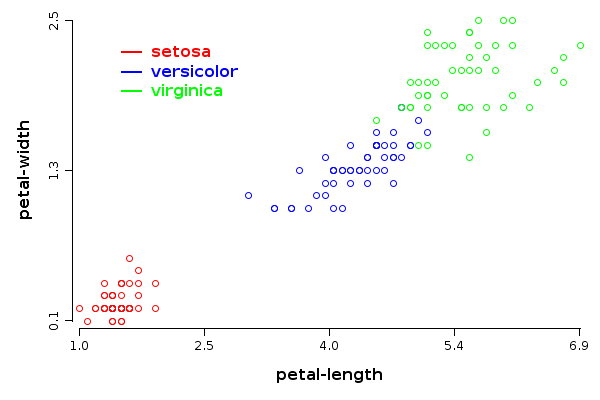 2.5
setosa
versicolor
virginica
1.3
petal-width
0.1
1.0 2.5 4.0 5.4 6.9
petal-length